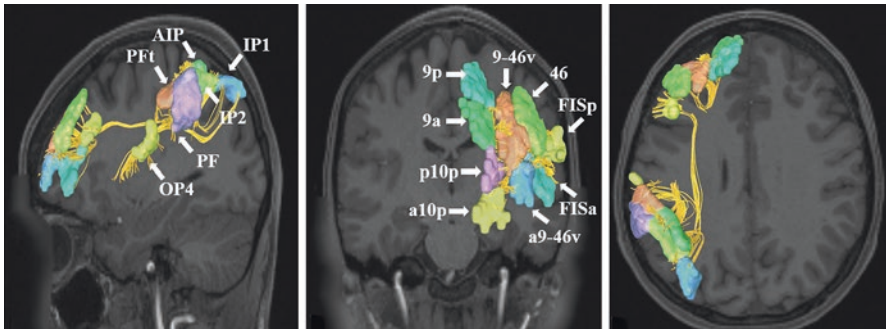 AIP
IP1
PFt
IP2
PF
OP4
9-46v
46
9p
FISp
9a
p10p
a10p
FISa
a9-46v